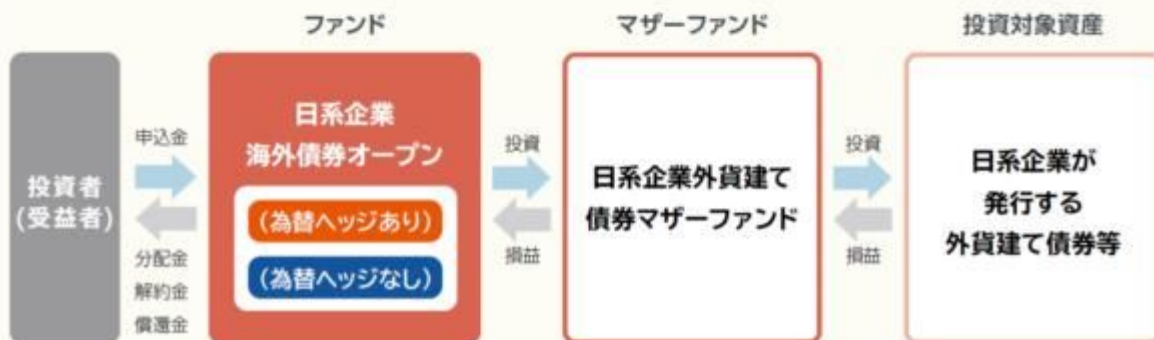 ファンド
マザーファンド
投資対象資産
投資者
(受益者)
申込金
分配金
解約金
償還金
日系企業
海外債券オープン
(為替ヘッジあり)
(為替ヘッジなし)
投資
損益
日系企業外貨建て
債券マザーファンド
投資
損益
日系企業が
発行する
外貨建て債券等